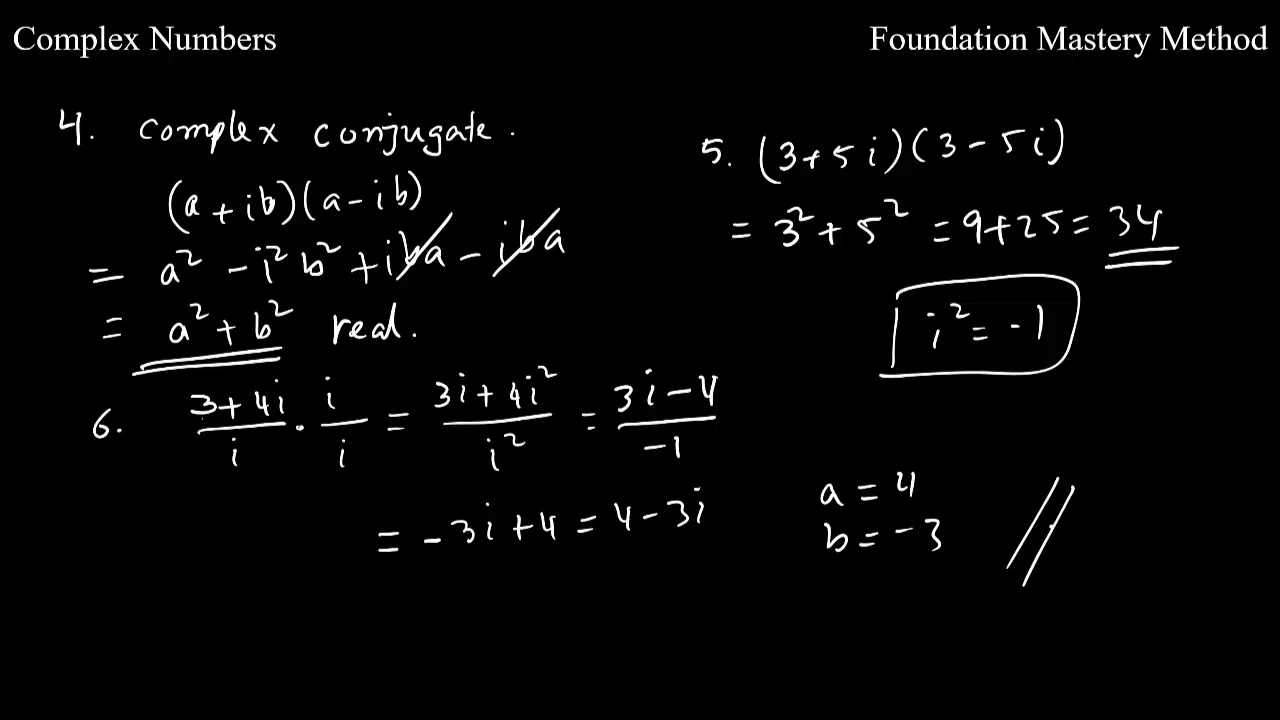 Complex Numbers
Foundation Mastery Method
4. complex conjugate.
(a + ib)(a - ib)
= a² - i² b² + iba - iba
= a² + b² real.
5. (3+5i)(3-5i)
= 3² + 5² = 9+25 = 34
i² = -1
6. (3+4i)/i · i/i = (3i+4i²)/i² = (3i-4)/-1
= -3i+4 = 4-3i
a = 4
b = -3